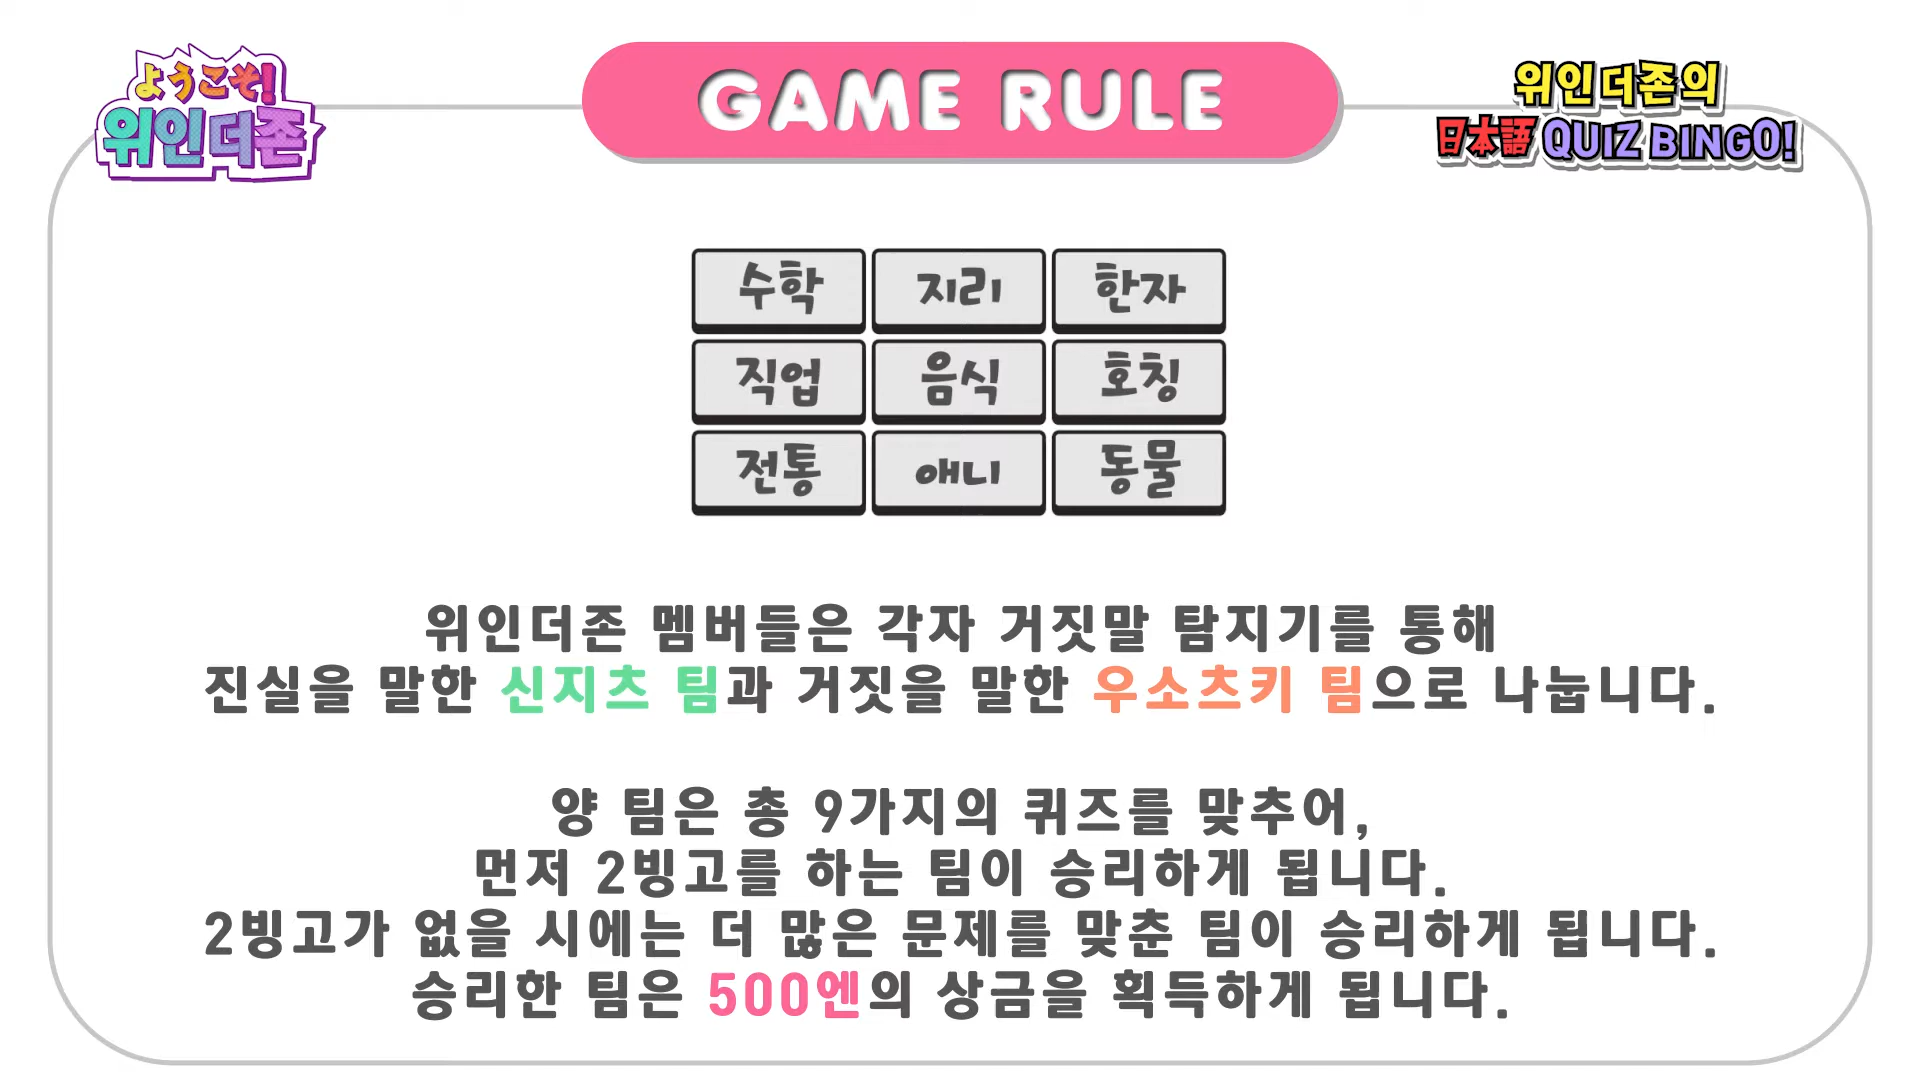 ようこそ!
위인더존
GAME RULE
위인더존의
日本語 QUIZ BINGO!
수학 지리 한자
직업 음식 호칭
전통 애니 동물
위인더존 멤버들은 각자 거짓말 탐지기를 통해
진실을 말한 신지츠 팀과 거짓을 말한 우소츠키 팀으로 나눕니다.
양 팀은 총 9가지의 퀴즈를 맞추어,
먼저 2빙고를 하는 팀이 승리하게 됩니다.
2빙고가 없을 시에는 더 많은 문제를 맞춘 팀이 승리하게 됩니다.
승리한 팀은 500엔의 상금을 획득하게 됩니다.